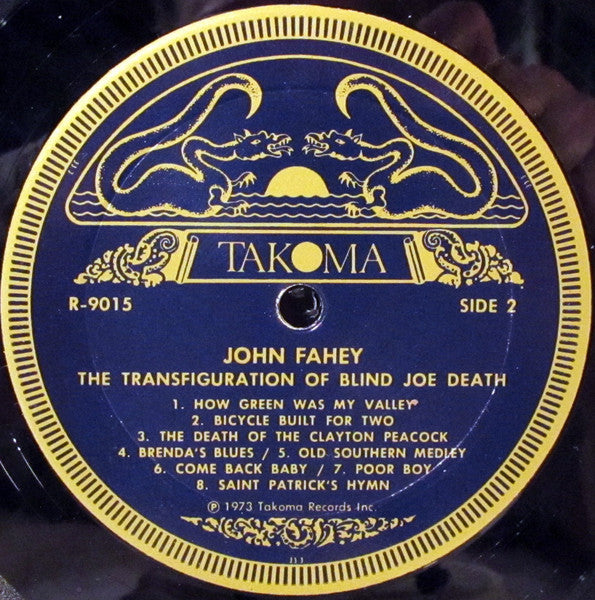 TAKOMA
R-9015 SIDE 2
JOHN FAHEY
THE TRANSFIGURATION OF BLIND JOE DEATH
1. HOW GREEN WAS MY VALLEY
2. BICYCLE BUILT FOR TWO
3. THE DEATH OF THE CLAYTON PEACOCK
4. BRENDA'S BLUES / 5. OLD SOUTHERN MEDLEY
6. COME BACK BABY / 7. POOR BOY
8. SAINT PATRICK'S HYMN
℗ 1973 Takoma Records Inc.